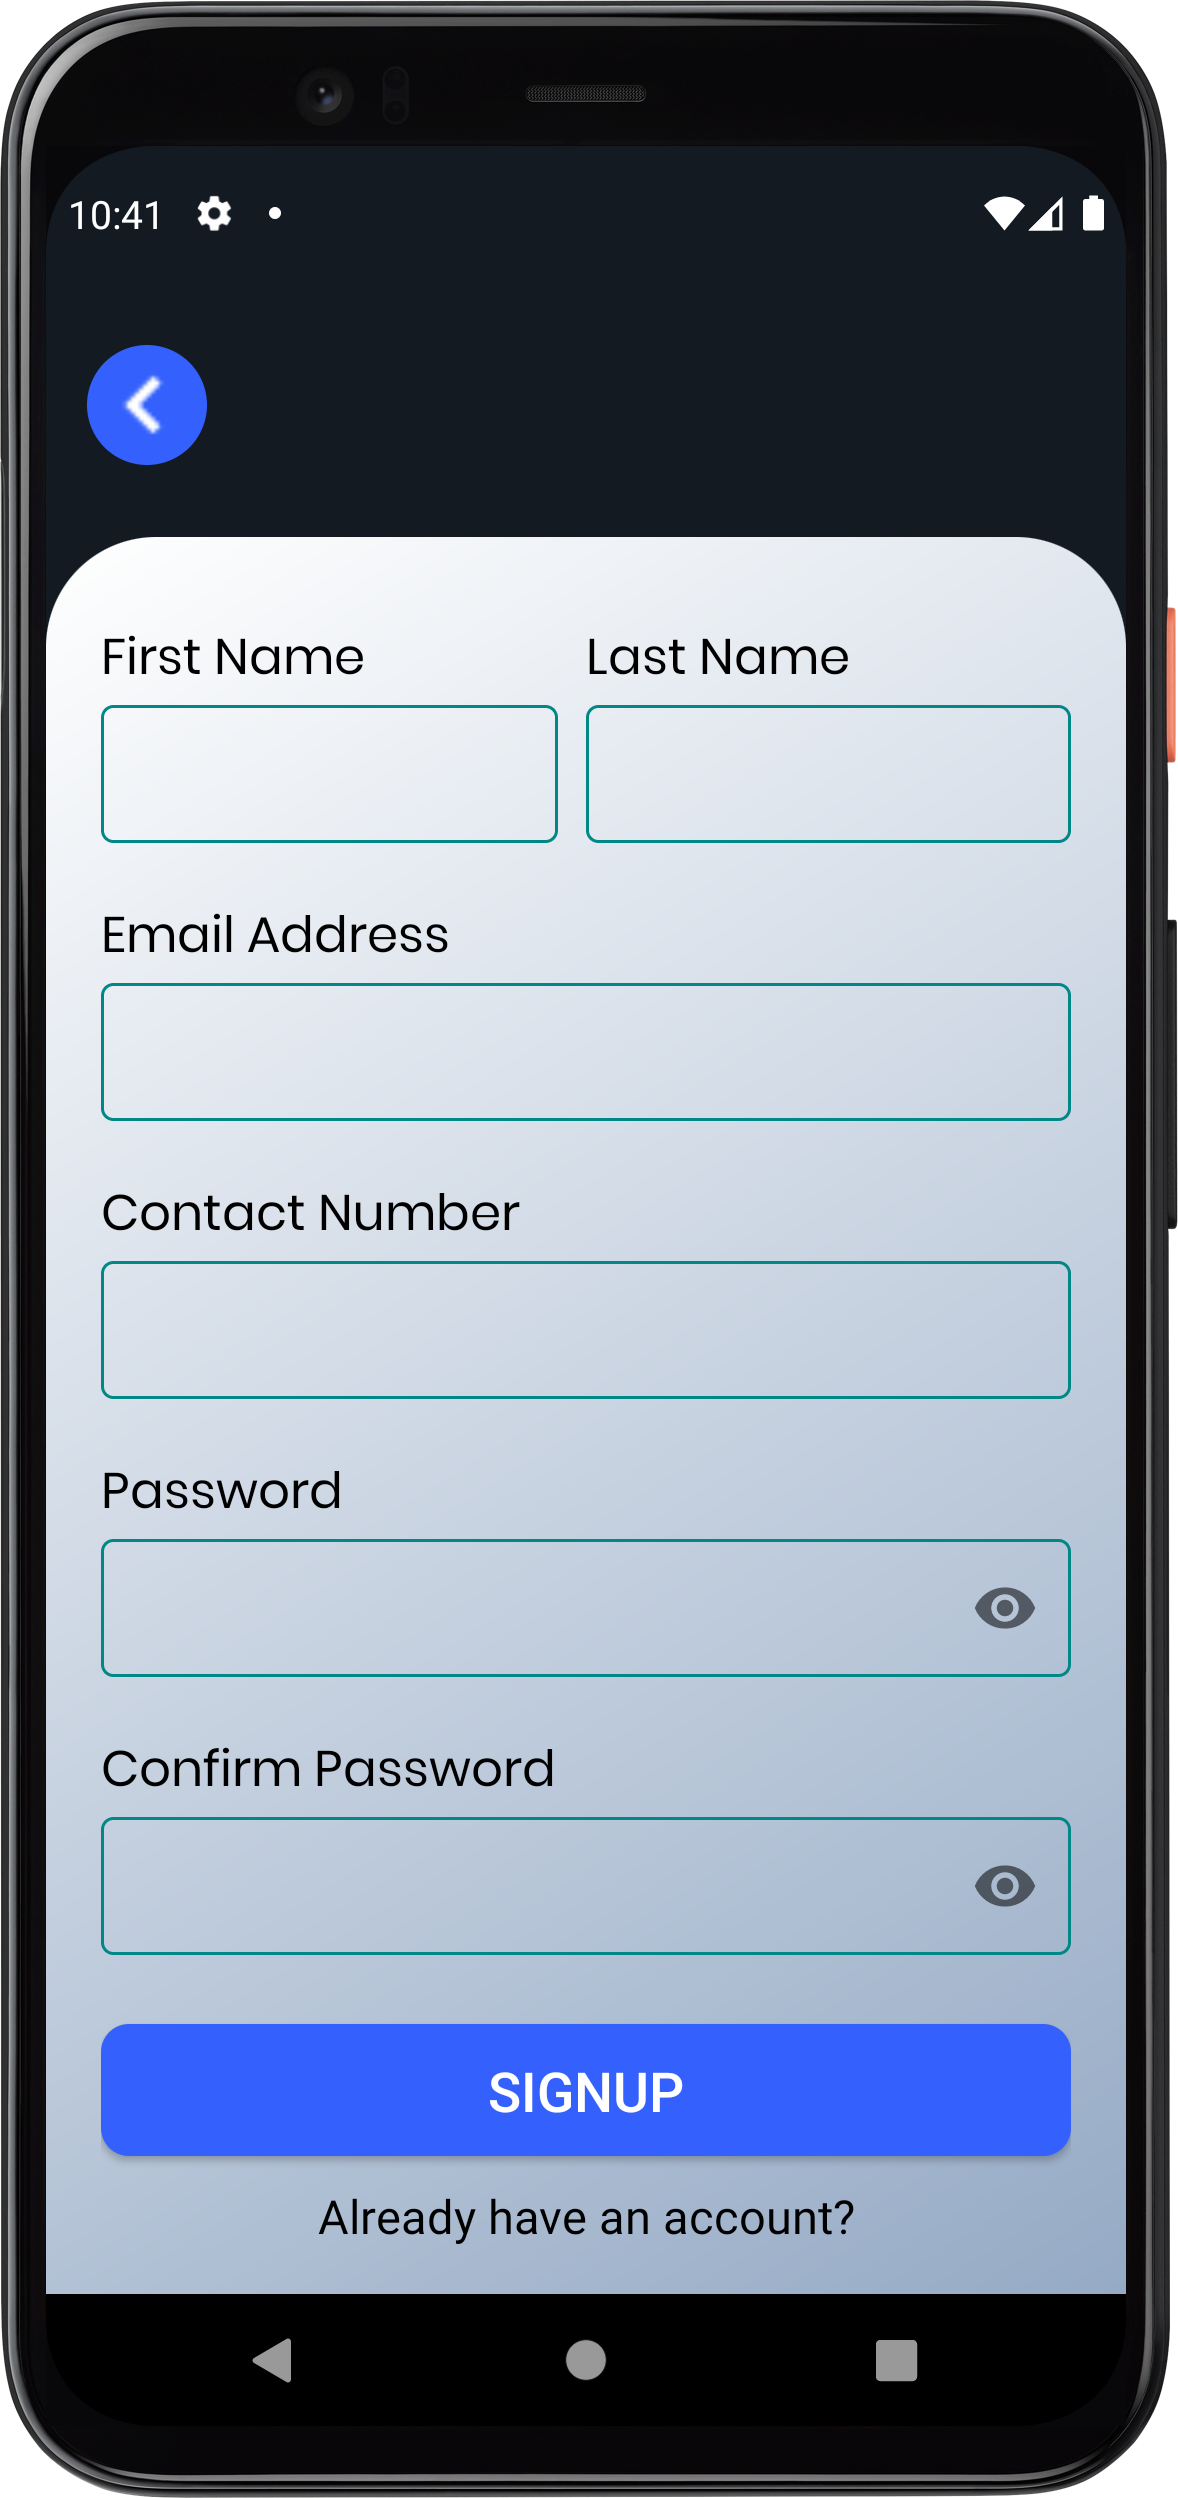 10:41
First Name Last Name
Email Address
Contact Number
Password
Confirm Password
SIGNUP
Already have an account?